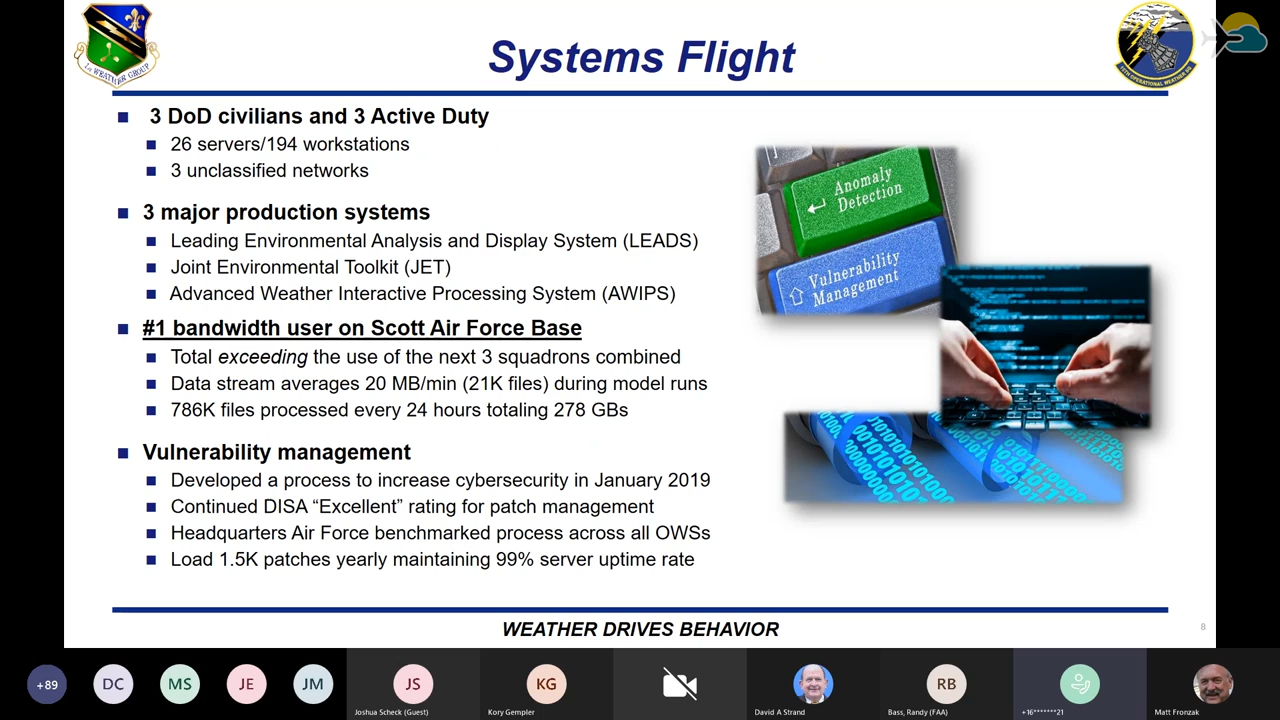 Systems Flight
3 DoD civilians and 3 Active Duty
26 servers/194 workstations
3 unclassified networks
3 major production systems
Leading Environmental Analysis and Display System (LEADS)
Joint Environmental Toolkit (JET)
Advanced Weather Interactive Processing System (AWIPS)
#1 bandwidth user on Scott Air Force Base
Total exceeding the use of the next 3 squadrons combined
Data stream averages 20 MB/min (21K files) during model runs
786K files processed every 24 hours totaling 278 GBs
Vulnerability management
Developed a process to increase cybersecurity in January 2019
Continued DISA “Excellent” rating for patch management
Headquarters Air Force benchmarked process across all OWSs
Load 1.5K patches yearly maintaining 99% server uptime rate
Anomaly
Detection
Vulnerability
Management
WEATHER DRIVES BEHAVIOR
8
+89
DC
MS
JE
JM
JS
Joshua Scheck (Guest)
KG
Kory Gempler
David A Strand
RB
Bass, Randy (FAA)
+16*******21
Matt Fronzak